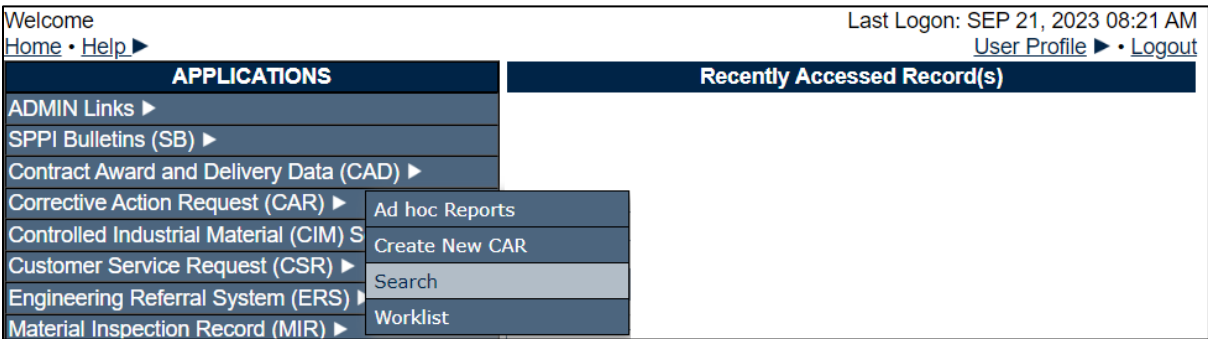 Welcome
Last Logon: SEP 21, 2023 08:21 AM
Home • Help ▶
User Profile ▶ • Logout
APPLICATIONS
Recently Accessed Record(s)
ADMIN Links ▶
SPPI Bulletins (SB) ▶
Contract Award and Delivery Data (CAD) ▶
Corrective Action Request (CAR) ▶
Controlled Industrial Material (CIM) S
Customer Service Request (CSR) ▶
Engineering Referral System (ERS) ▶
Material Inspection Record (MIR) ▶
Ad hoc Reports
Create New CAR
Search
Worklist